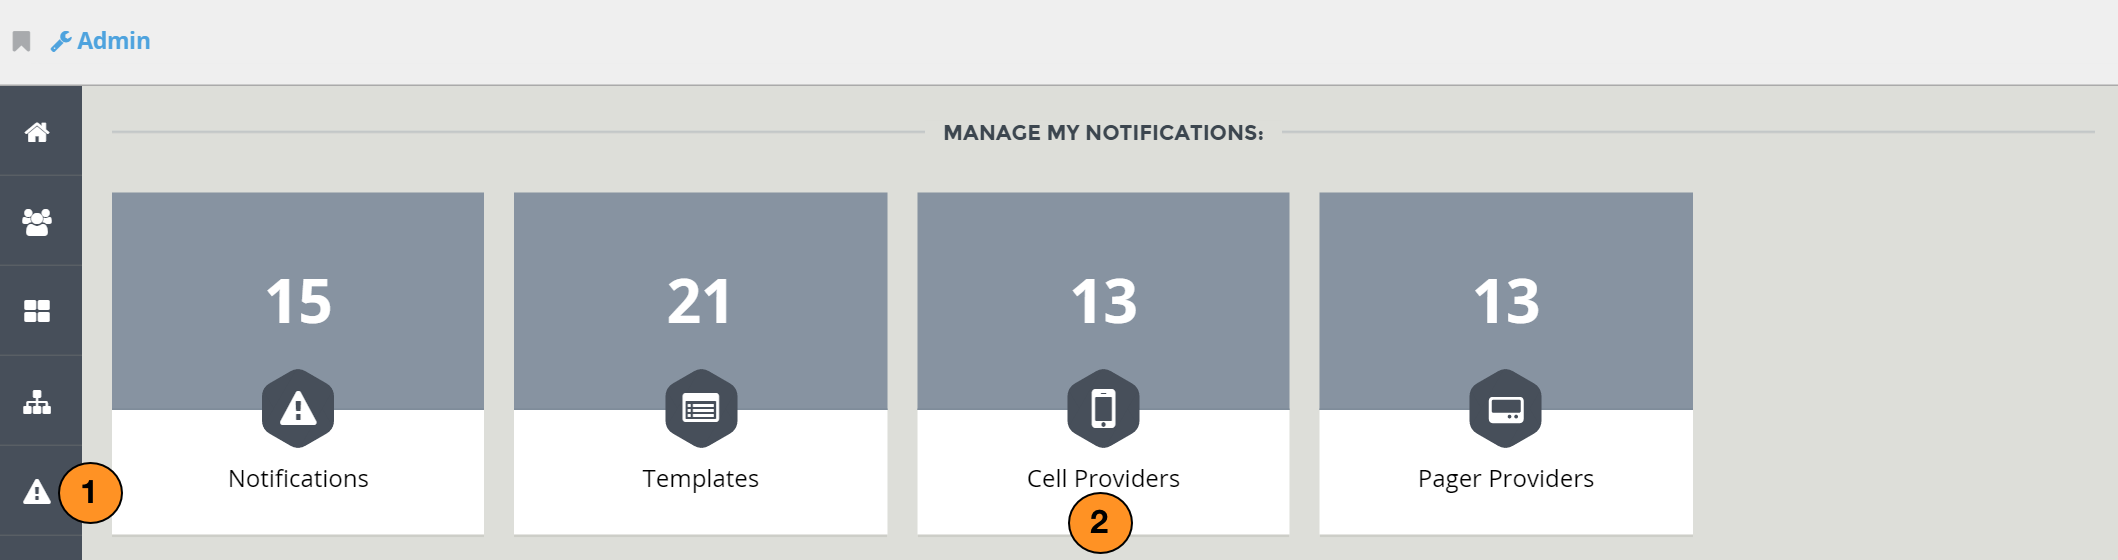 Admin
MANAGE MY NOTIFICATIONS:
15 21 13 13
Notifications Templates Cell Providers Pager Providers
1
2